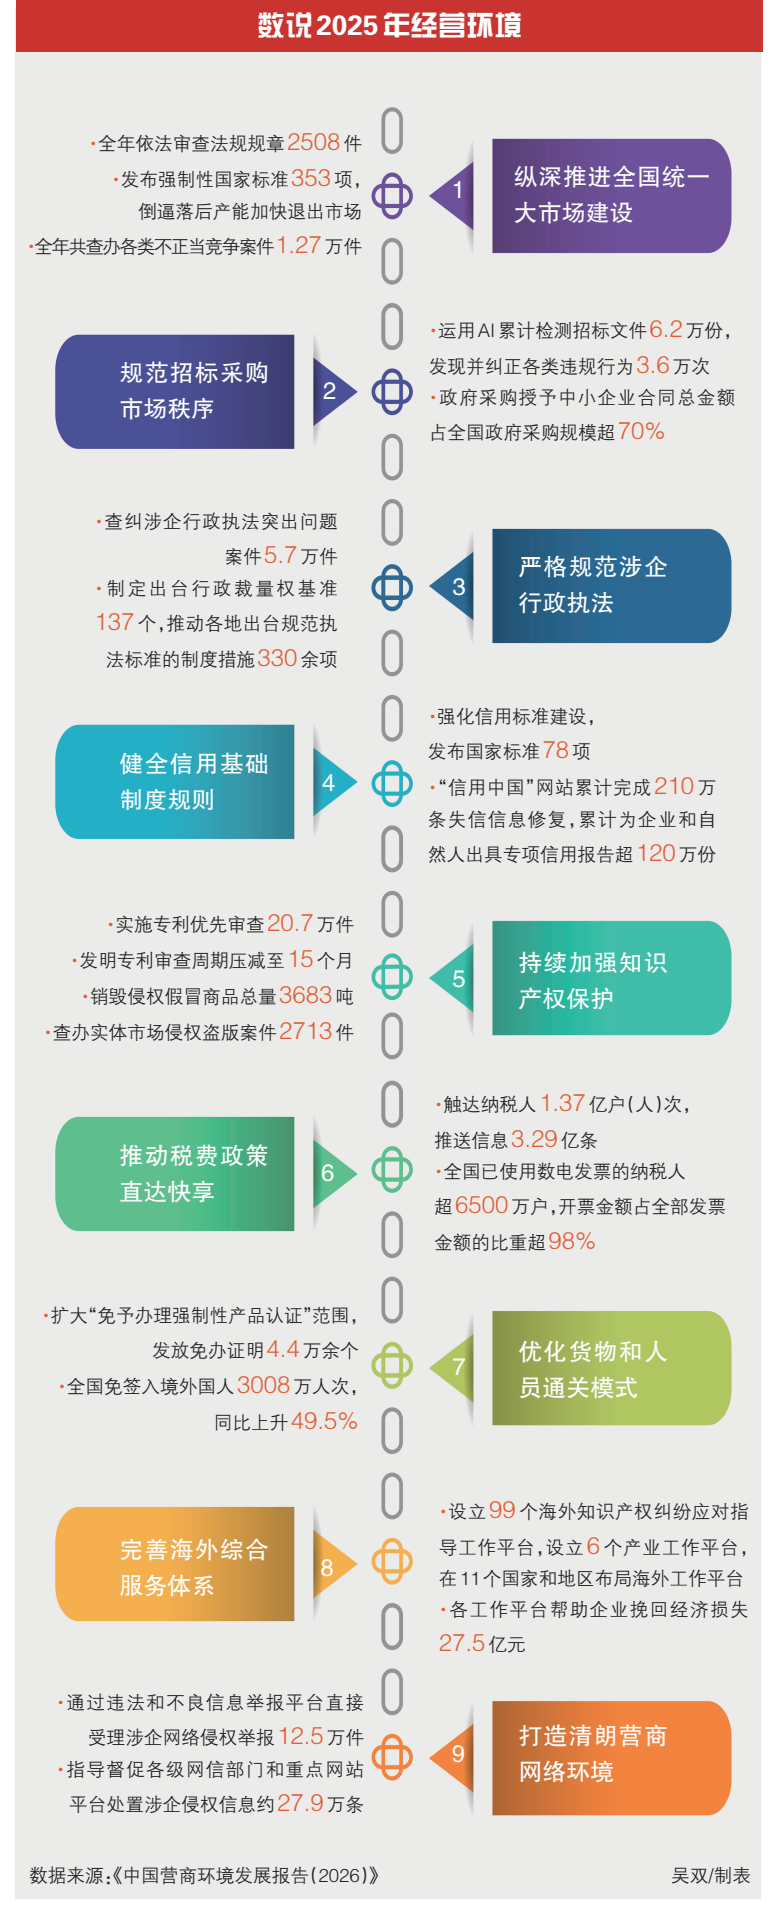 数说2025年经营环境
·全年依法审查法规规章2508件
·发布强制性国家标准353项，
倒逼落后产能加快退出市场
·全年共查办各类不正当竞争案件1.27万件
1
纵深推进全国统一
大市场建设
2
规范招标采购
市场秩序
·运用AI累计检测招标文件6.2万份，
发现并纠正各类违规行为3.6万次
·政府采购授予中小企业合同总金额
占全国政府采购规模超70%
·查纠涉企行政执法突出问题
案件5.7万件
·制定出台行政裁量权基准
137个，推动各地出台规范执
法标准的制度措施330余项
3
严格规范涉企
行政执法
4
健全信用基础
制度规则
·强化信用标准建设，
发布国家标准78项
·“信用中国”网站累计完成210万
条失信信息修复，累计为企业和自
然人出具专项信用报告超120万份
·实施专利优先审查20.7万件
·发明专利审查周期压减至15个月
·销毁侵权假冒商品总量3683吨
·查办实体市场侵权盗版案件2713件
5
持续加强知识
产权保护
6
推动税费政策
直达快享
·触达纳税人1.37亿户(人)次，
推送信息3.29亿条
·全国已使用数电发票的纳税人
超6500万户，开票金额占全部发票
金额的比重超98%
·扩大“免予办理强制性产品认证”范围，
发放免办证明4.4万余个
·全国免签入境外国人3008万人次，
同比上升49.5%
7
优化货物和人
员通关模式
8
完善海外综合
服务体系
·设立99个海外知识产权纠纷应对指
导工作平台，设立6个产业工作平台，
在11个国家和地区布局海外工作平台
·各工作平台帮助企业挽回经济损失
27.5亿元
·通过违法和不良信息举报平台直接
受理涉企网络侵权举报12.5万件
·指导督促各级网信部门和重点网站
平台处置涉企侵权信息约27.9万条
9
打造清朗营商
网络环境
数据来源：《中国营商环境发展报告(2026)》
吴双/制表